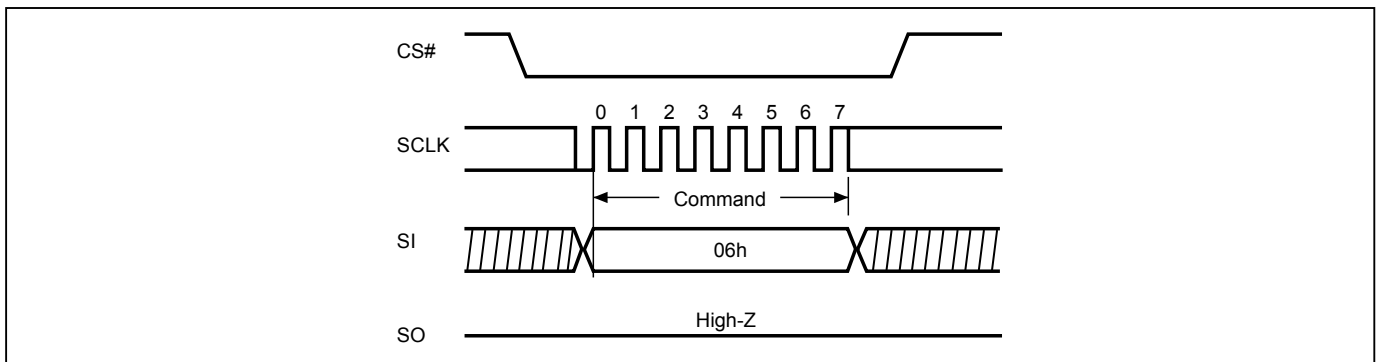 CS#
0 1 2 3 4 5 6 7
SCLK
Command
SI
06h
High-Z
SO